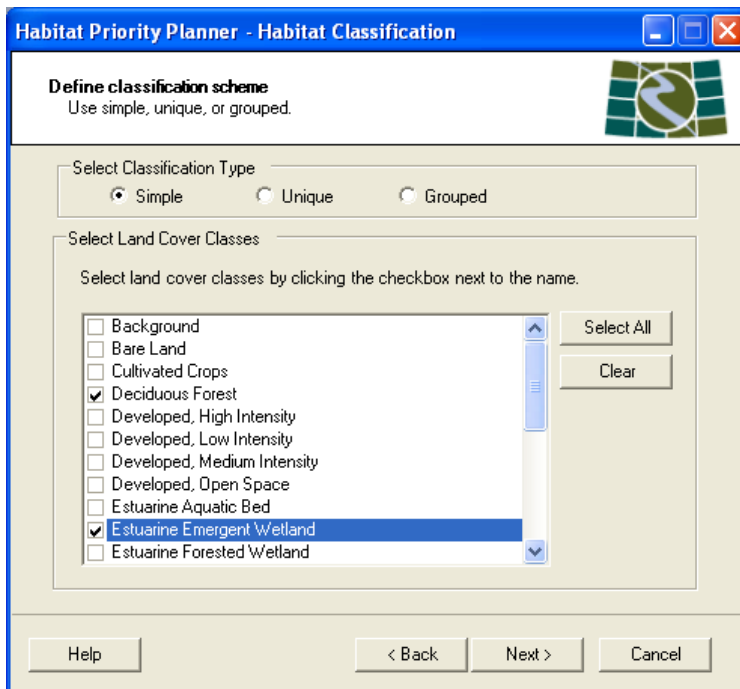 Habitat Priority Planner - Habitat Classification
Define classification scheme
Use simple, unique, or grouped.
Select Classification Type
Simple Unique Grouped
Select Land Cover Classes
Select land cover classes by clicking the checkbox next to the name.
Background
Bare Land
Cultivated Crops
Deciduous Forest
Developed, High Intensity
Developed, Low Intensity
Developed, Medium Intensity
Developed, Open Space
Estuarine Aquatic Bed
Estuarine Emergent Wetland
Estuarine Forested Wetland
Select All
Clear
Help < Back Next > Cancel